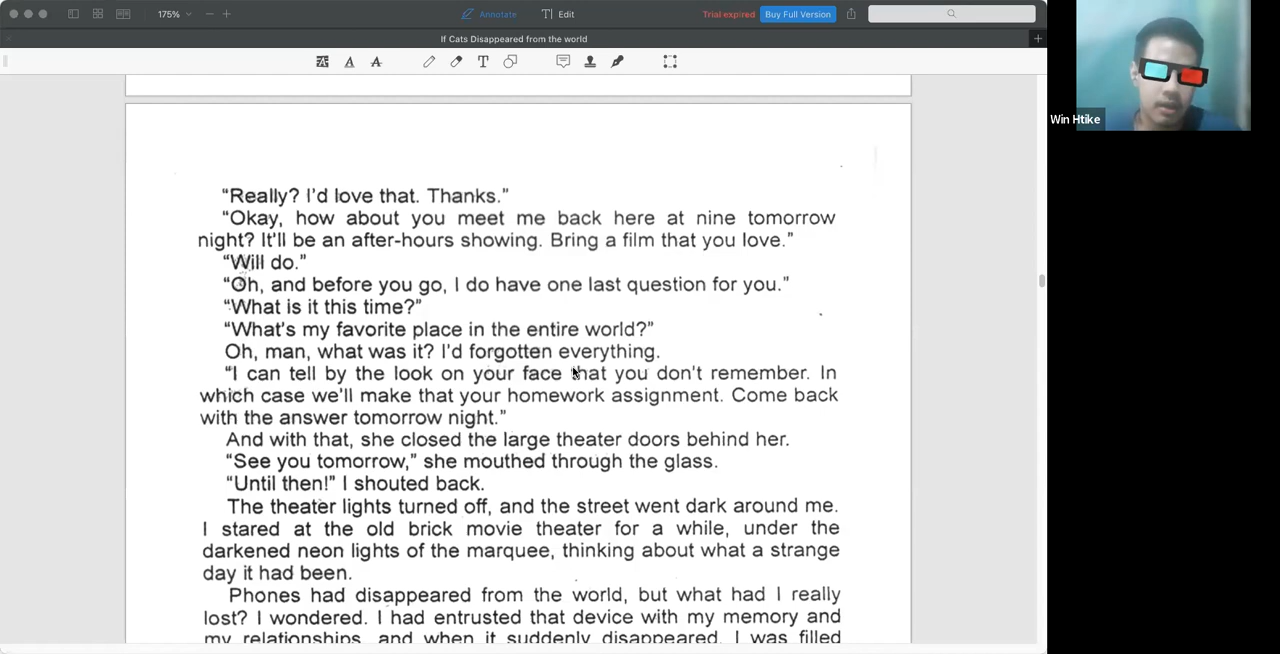 175%
Annotate
Edit
Trial expired
Buy Full Version
If Cats Disappeared from the world
Win Htike
“Really? I’d love that. Thanks.”
“Okay, how about you meet me back here at nine tomorrow
night? It’ll be an after-hours showing. Bring a film that you love.”
“Will do.”
“Oh, and before you go, I do have one last question for you.”
“What is it this time?”
“What’s my favorite place in the entire world?”
Oh, man, what was it? I’d forgotten everything.
“I can tell by the look on your face that you don’t remember. In
which case we’ll make that your homework assignment. Come back
with the answer tomorrow night.”
And with that, she closed the large theater doors behind her.
“See you tomorrow,” she mouthed through the glass.
“Until then!” I shouted back.
The theater lights turned off, and the street went dark around me.
I stared at the old brick movie theater for a while, under the
darkened neon lights of the marquee, thinking about what a strange
day it had been.
Phones had disappeared from the world, but what had I really
lost? I wondered. I had entrusted that device with my memory and
my relationships, and when it suddenly disappeared, I was filled